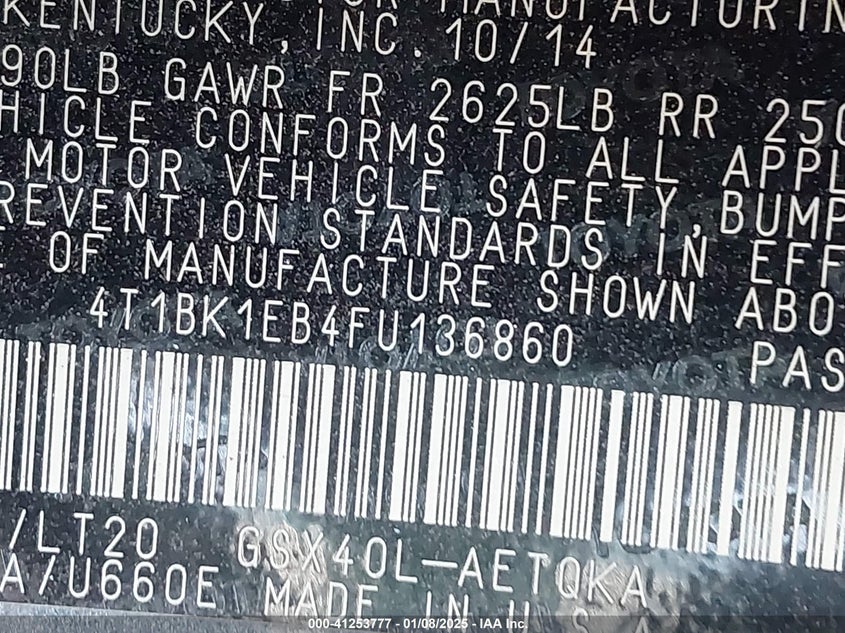 MANUFACTURIN
KENTUCKY, INC. 10/14
90LB GAWR FR 2625LB RR 250
HICLE CONFORMS TO ALL APPL
MOTOR VEHICLE SAFETY, BUMP
REVENTION STANDARDS IN EFF
OF MANUFACTURE SHOWN ABO
4T1BK1EB4FU136860 PAS
/LT20 GSX40L-AETQKA
A/U660E MADE IN U.S.A
000-41253777 - 01/08/2025 - IAA Inc.